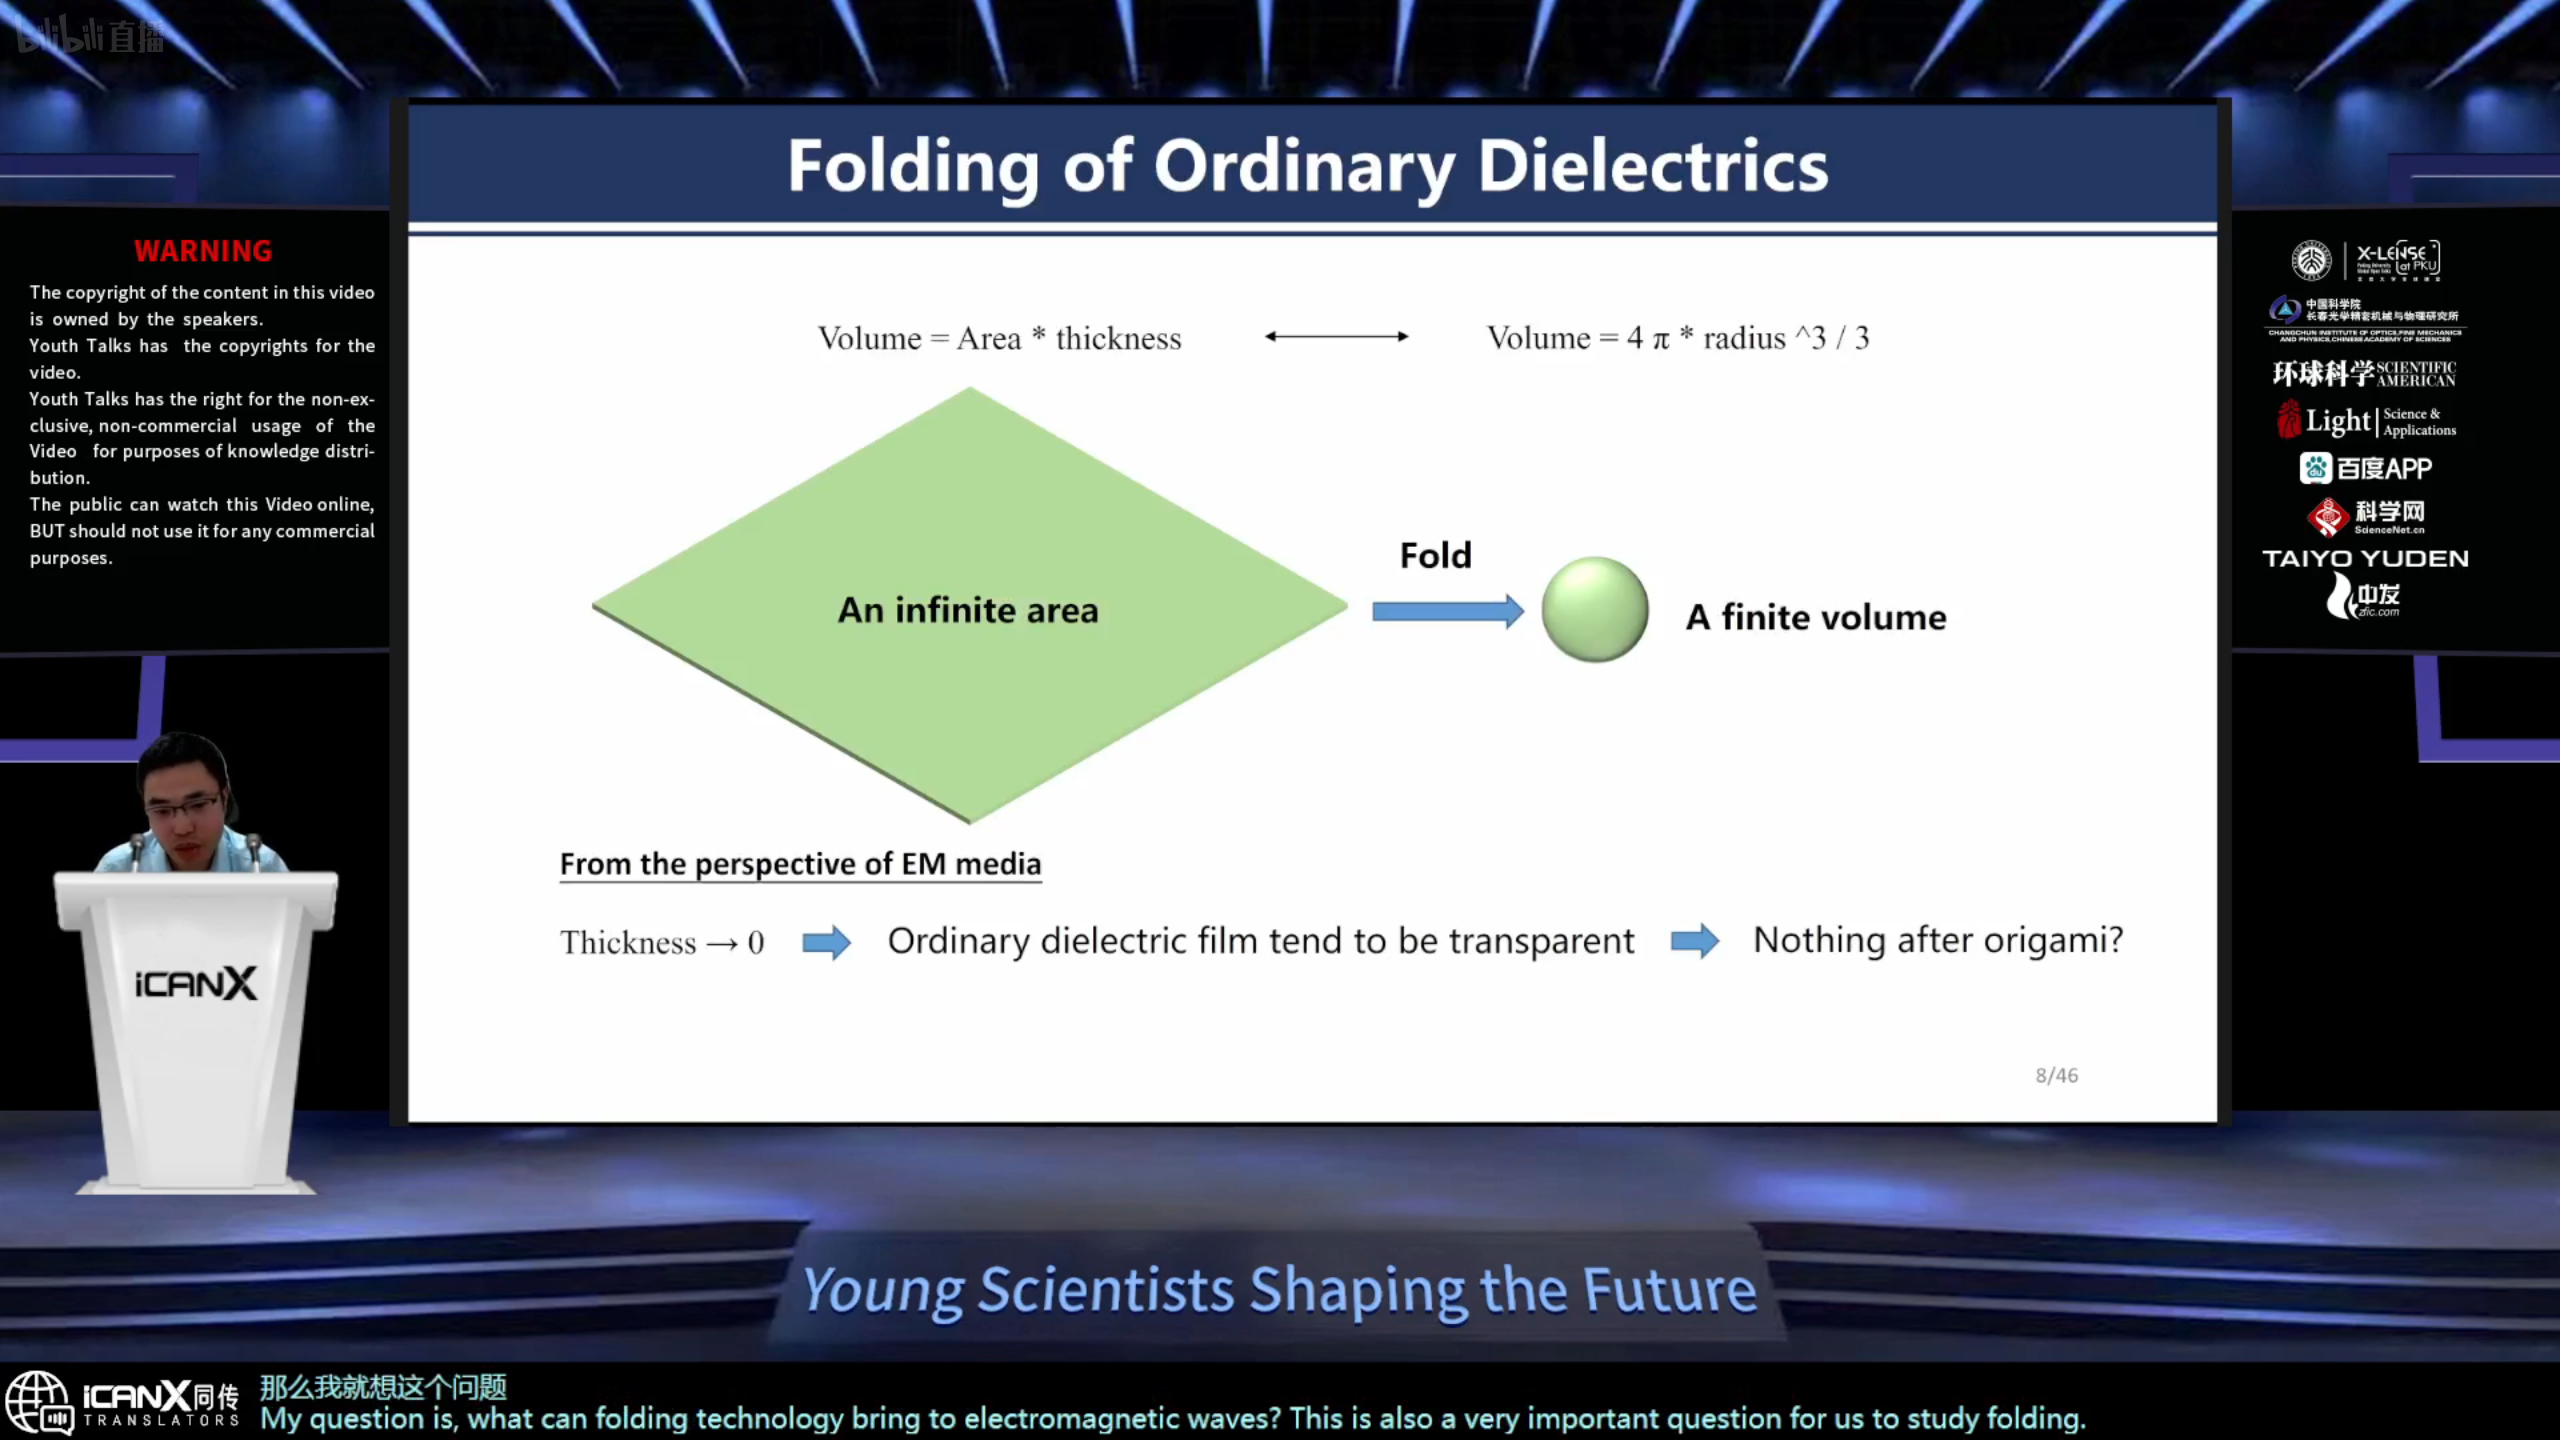 bilibili直播
Folding of Ordinary Dielectrics
WARNING
The copyright of the content in this video
is owned by the speakers.
Youth Talks has the copyrights for the
video.
Youth Talks has the right for the non-ex-
clusive, non-commercial usage of the
Video for purposes of knowledge distri-
bution.
The public can watch this Video online,
BUT should not use it for any commercial
purposes.
Volume = Area * thickness
Volume = 4 π * radius ^3 / 3
An infinite area
Fold
A finite volume
From the perspective of EM media
Thickness → 0
Ordinary dielectric film tend to be transparent
Nothing after origami?
8/46
X-LENSE
at PKU
中国科学院
长春光学精密机械与物理研究所
CHANGCHUN INSTITUTE OF OPTICS,FINE MECHANICS
AND PHYSICS,CHINESE ACADEMY OF SCIENCES
环球科学 SCIENTIFIC
AMERICAN
Light Science &
Applications
du 百度APP
科学网
ScienceNet.cn
TAIYO YUDEN
中发
zfic.com
iCANX
Young Scientists Shaping the Future
iCANX同传
TRANSLATORS
那么我就想这个问题
My question is, what can folding technology bring to electromagnetic waves? This is also a very important question for us to study folding.